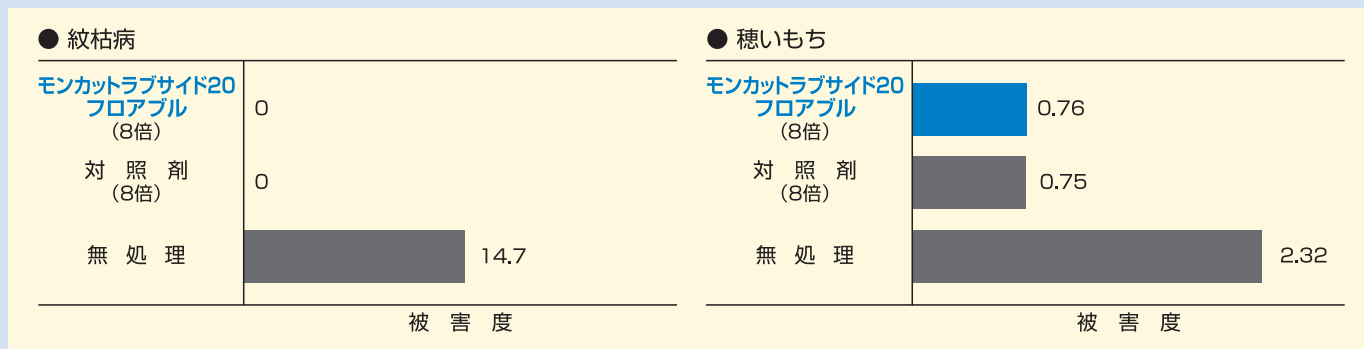 ● 紋枯病
モンカットラブサイド20
フロアブル
（8倍）
0
対照剤
（8倍）
0
無処理
14.7
被害度
● 穂いもち
モンカットラブサイド20
フロアブル
（8倍）
0.76
対照剤
（8倍）
0.75
無処理
2.32
被害度